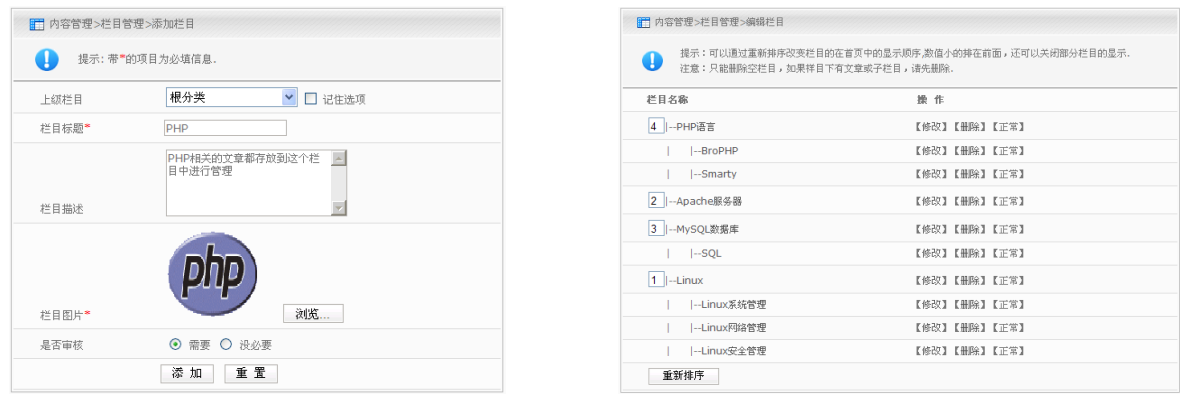 内容管理>栏目管理>添加栏目
提示: 带*的项目为必填信息.
上级栏目 根分类 记住选项
栏目标题* PHP
PHP相关的文章都存放到这个栏
目中进行管理
栏目描述
php
栏目图片* 浏览...
是否审核 需要 没必要
添 加 重 置
内容管理>栏目管理>编辑栏目
提示：可以通过重新排序改变栏目的在首页中的显示顺序,数值小的排在前面，还可以关闭部分栏目的显示.
注意：只能删除空栏目，如果样目下有文章或子栏目，请先删除.
栏目名称 操 作
4 |--PHP语言 【修改】【删除】【正常】
| |--BroPHP 【修改】【删除】【正常】
| |--Smarty 【修改】【删除】【正常】
2 |--Apache服务器 【修改】【删除】【正常】
3 |--MySQL数据库 【修改】【删除】【正常】
| |--SQL 【修改】【删除】【正常】
1 |--Linux 【修改】【删除】【正常】
| |--Linux系统管理 【修改】【删除】【正常】
| |--Linux网络管理 【修改】【删除】【正常】
| |--Linux安全管理 【修改】【删除】【正常】
重新排序